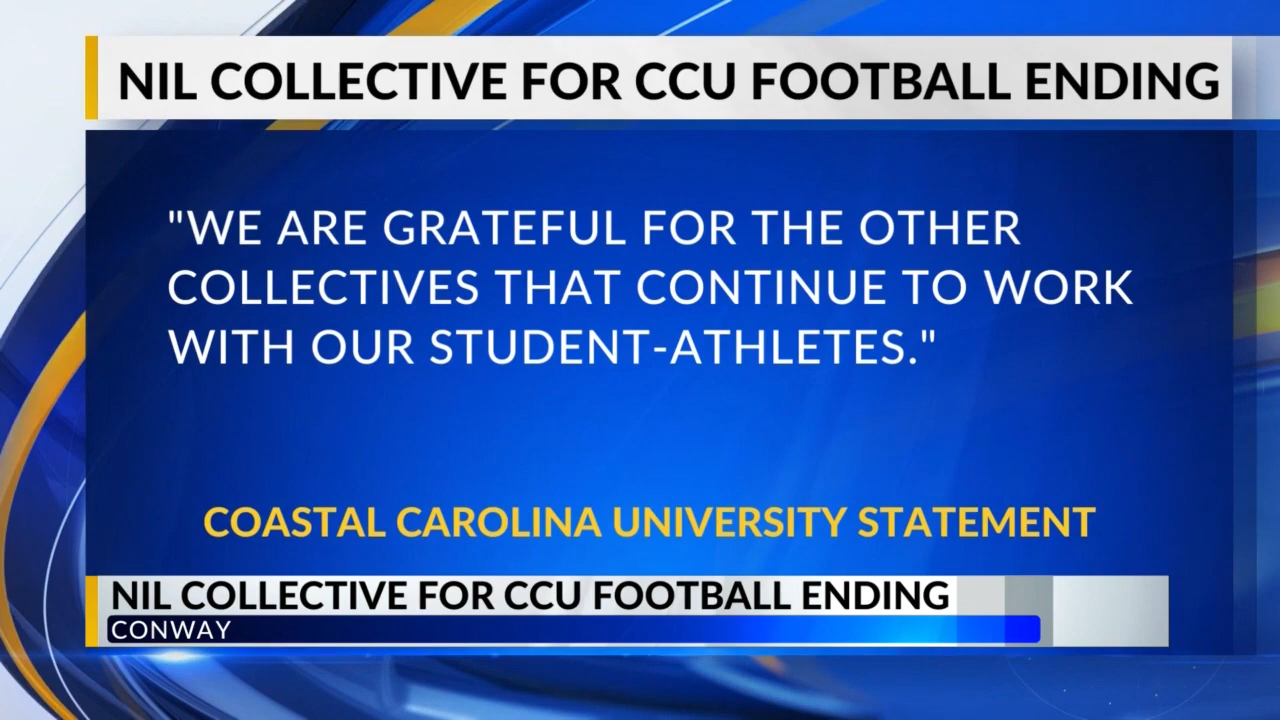 NIL COLLECTIVE FOR CCU FOOTBALL ENDING
"WE ARE GRATEFUL FOR THE OTHER
COLLECTIVES THAT CONTINUE TO WORK
WITH OUR STUDENT-ATHLETES."
COASTAL CAROLINA UNIVERSITY STATEMENT
NIL COLLECTIVE FOR CCU FOOTBALL ENDING
CONWAY